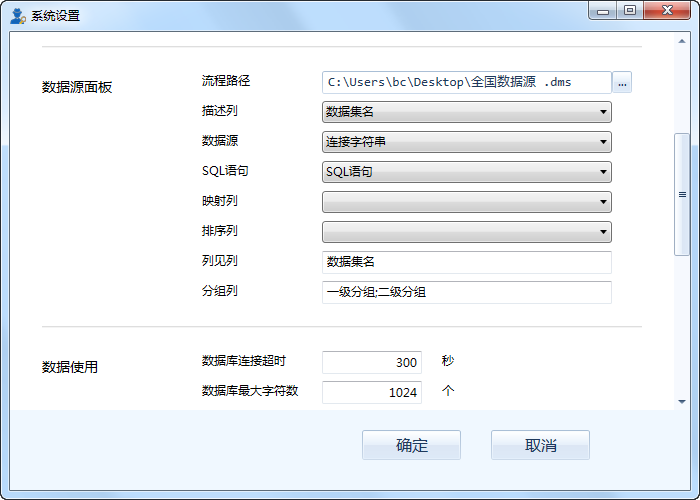 系统设置
数据源面板
流程路径 C:\Users\bc\Desktop\全国数据源 .dms ...
描述列 数据集名
数据源 连接字符串
SQL语句 SQL语句
映射列
排序列
列见列 数据集名
分组列 一级分组;二级分组
数据使用
数据库连接超时 300 秒
数据库最大字符数 1024 个
确定 取消